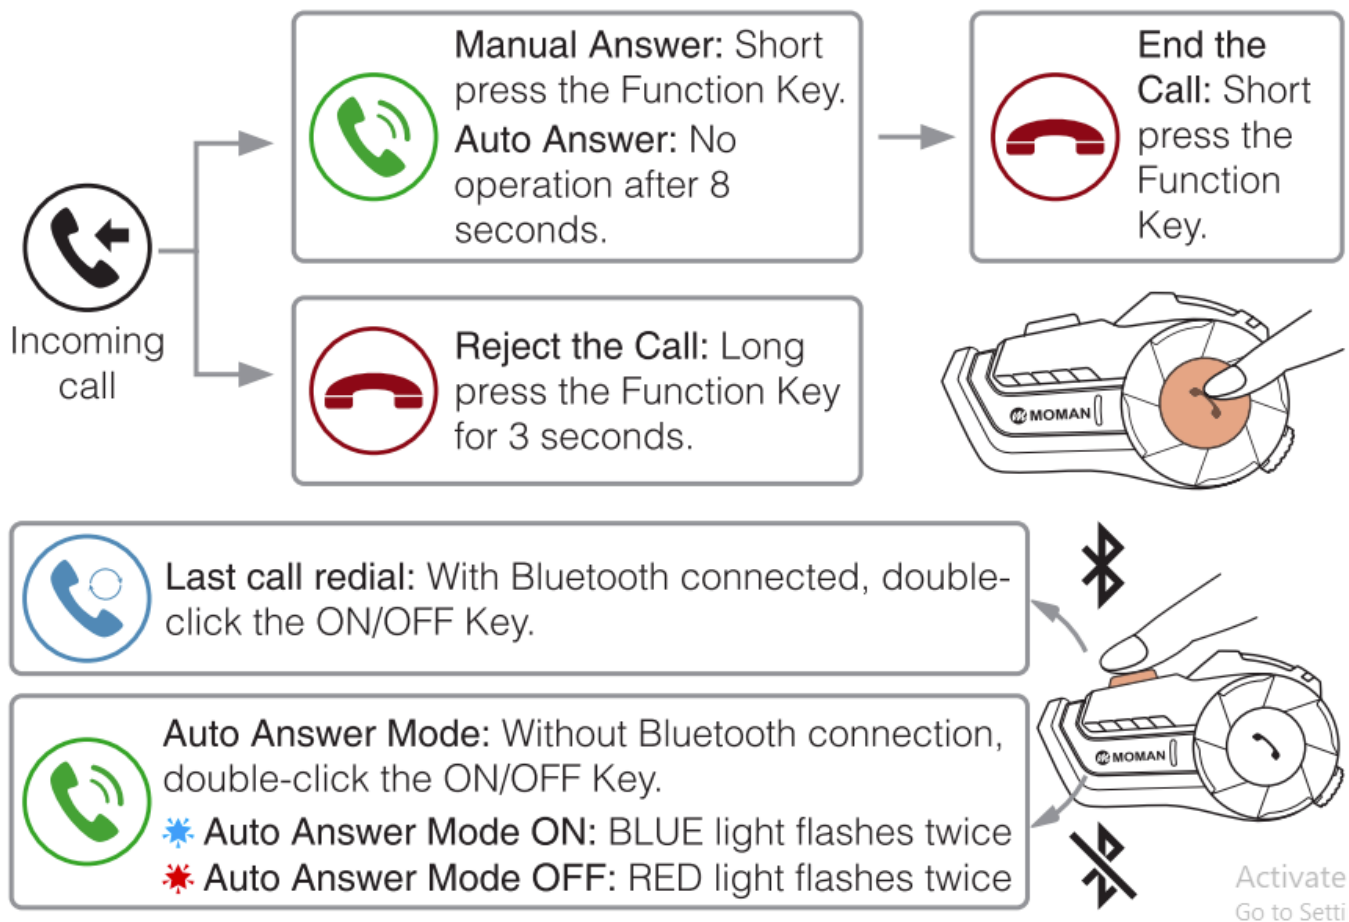 Manual Answer: Short
press the Function Key.
Auto Answer: No
operation after 8
seconds.
End the
Call: Short
press the
Function
Key.
Incoming
call
Reject the Call: Long
press the Function Key
for 3 seconds.
MOMAN
Last call redial: With Bluetooth connected, double-
click the ON/OFF Key.
Auto Answer Mode: Without Bluetooth connection,
double-click the ON/OFF Key.
Auto Answer Mode ON: BLUE light flashes twice
Auto Answer Mode OFF: RED light flashes twice
MOMAN
Activate
Go to Setti